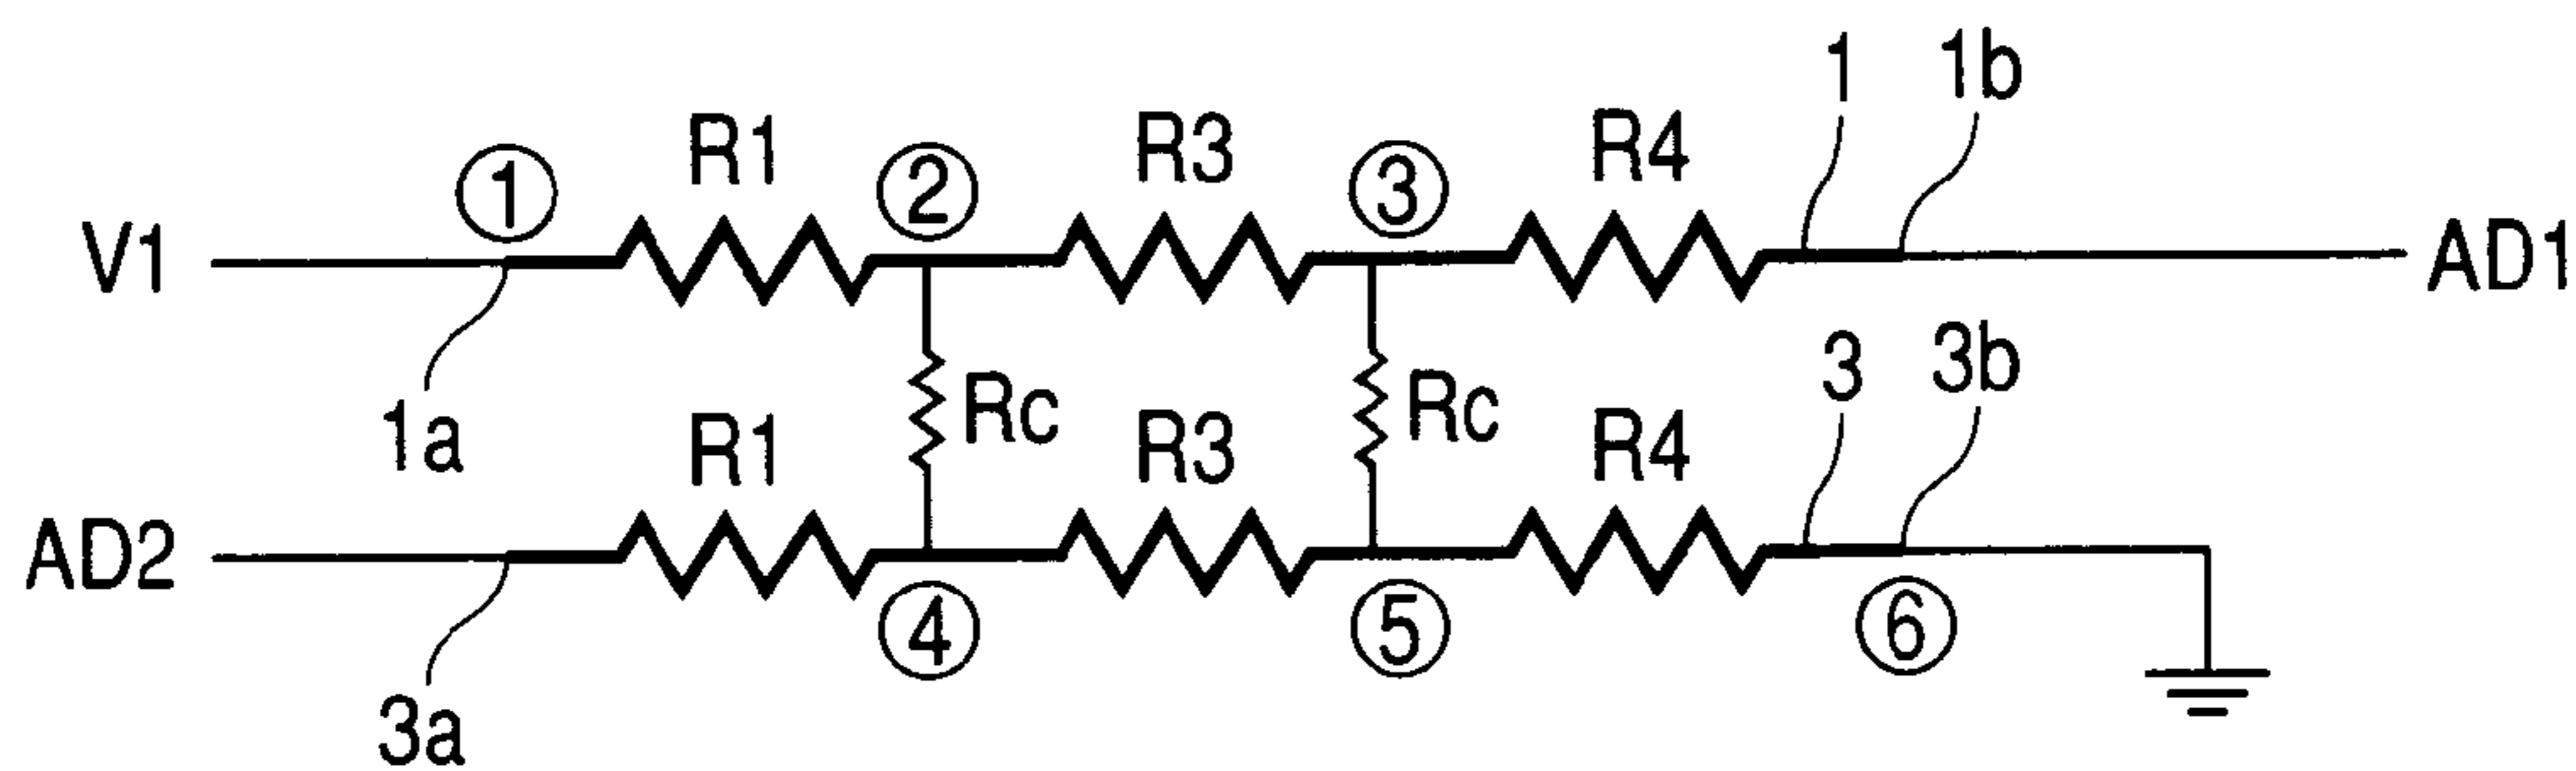 1 1b
R1 R3 R4
① ② ③
V1 AD1
Rc Rc 3 3b
1a R1 R3 R4
AD2
④ ⑤ ⑥
3a